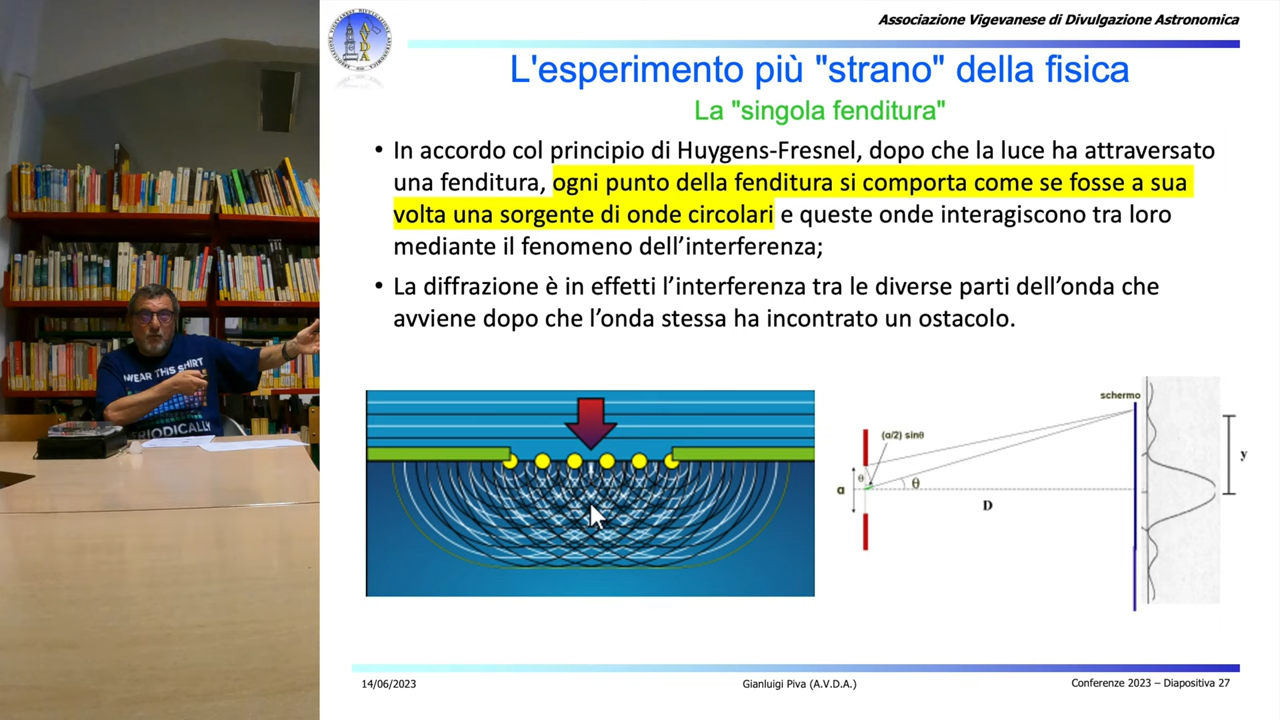 Associazione Vigevanese di Divulgazione Astronomica
A.V.D.A.
L'esperimento più "strano" della fisica
La "singola fenditura"
• In accordo col principio di Huygens-Fresnel, dopo che la luce ha attraversato
una fenditura, ogni punto della fenditura si comporta come se fosse a sua
volta una sorgente di onde circolari e queste onde interagiscono tra loro
mediante il fenomeno dell’interferenza;
• La diffrazione è in effetti l’interferenza tra le diverse parti dell’onda che
avviene dopo che l’onda stessa ha incontrato un ostacolo.
WEAR THIS SHIRT
PERIODICALLY
schermo
(a/2) sinθ
θ
a
θ
D
y
14/06/2023
Gianluigi Piva (A.V.D.A.)
Conferenze 2023 – Diapositiva 27